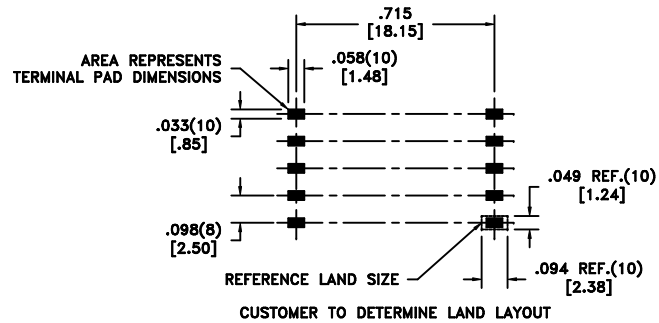 .715
[18.15]
AREA REPRESENTS
TERMINAL PAD DIMENSIONS
.058(10)
[1.48]
.033(10)
[.85]
.049 REF.(10)
[1.24]
.098(8)
[2.50]
REFERENCE LAND SIZE
.094 REF.(10)
[2.38]
CUSTOMER TO DETERMINE LAND LAYOUT